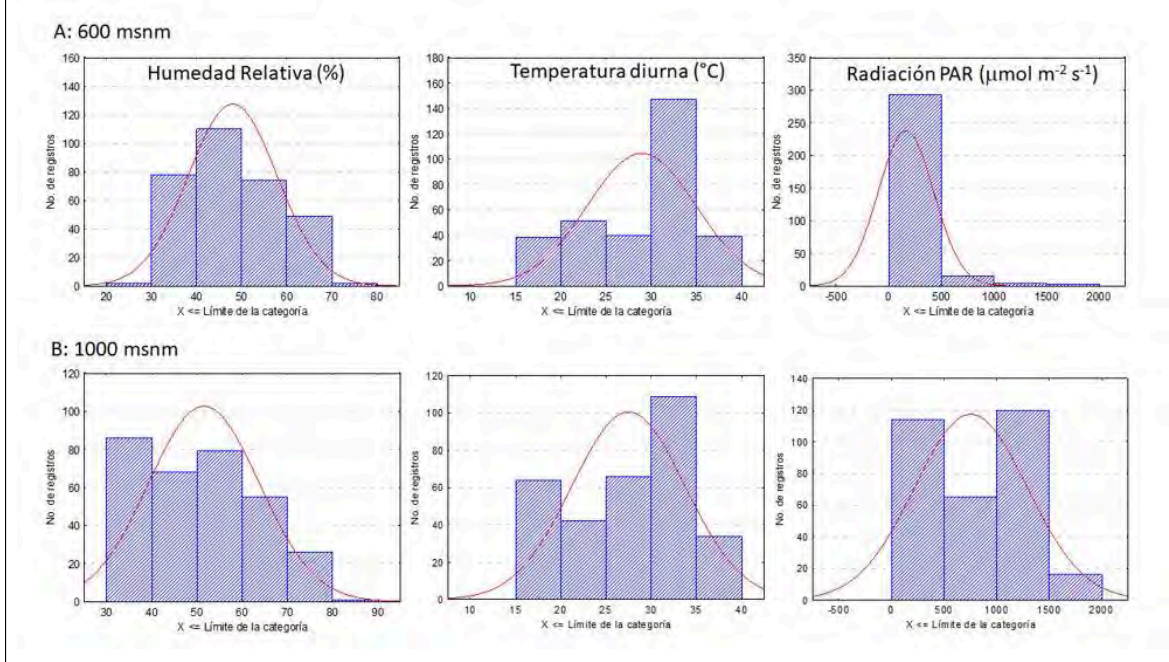 A: 600 msnm
Humedad Relativa (%)
No. de registros
160
140
120
100
80
60
40
20
0
20 30 40 50 60 70 80
X <= Límite de la categoría
Temperatura diurna (°C)
No. de registros
180
160
140
120
100
80
60
40
20
0
10 15 20 25 30 35 40
X <= Límite de la categoría
Radiación PAR (μmol m⁻² s⁻¹)
No. de registros
350
300
250
200
150
100
50
0
-500 0 500 1000 1500 2000
X <= Límite de la categoría
B: 1000 msnm
No. de registros
120
100
80
60
40
20
0
30 40 50 60 70 80 90
X <= Límite de la categoría
No. de registros
120
100
80
60
40
20
0
10 15 20 25 30 35 40
X <= Límite de la categoría
No. de registros
140
120
100
80
60
40
20
0
-500 0 500 1000 1500 2000
X <= Límite de la categoría